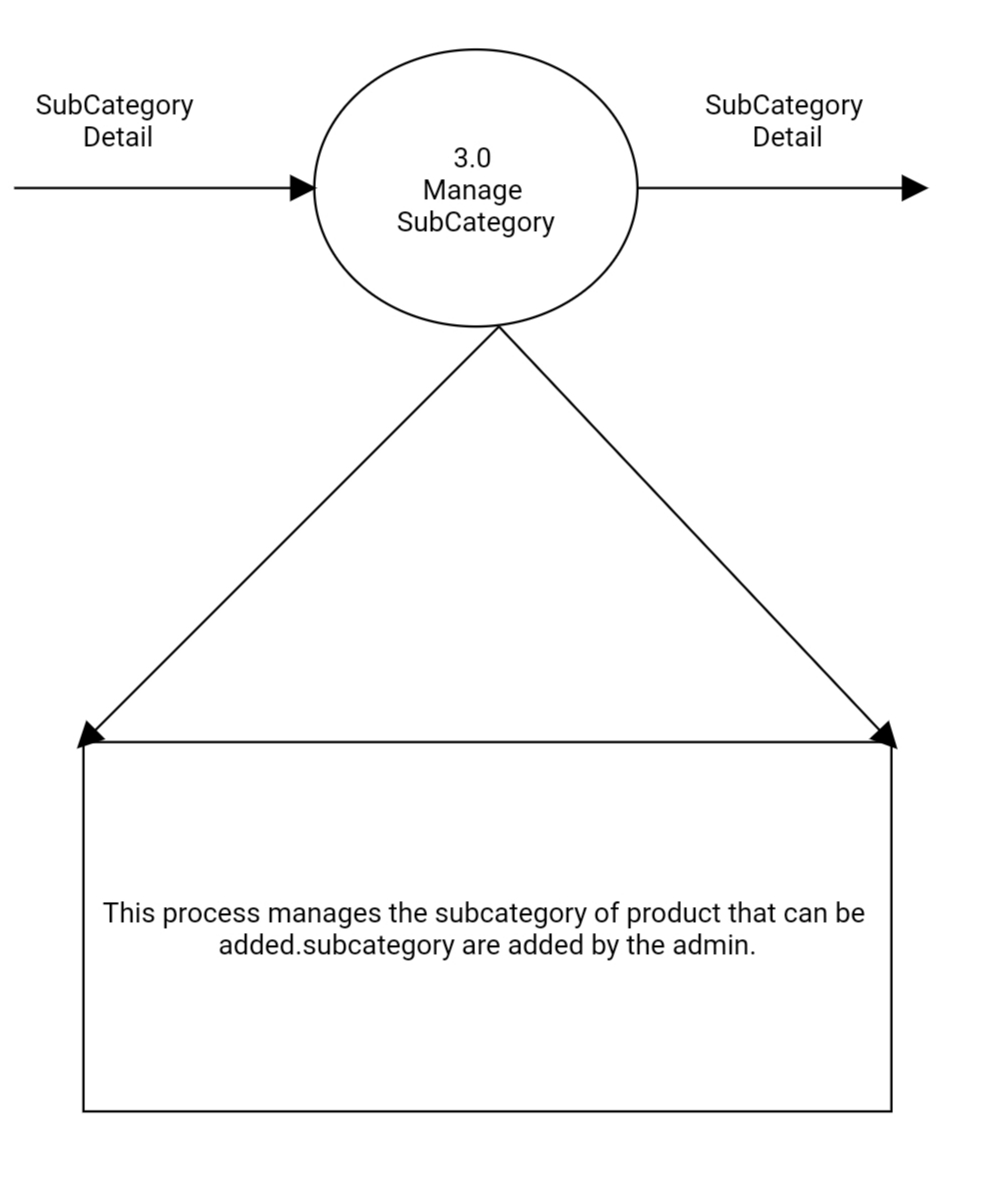 SubCategory
Detail
SubCategory
Detail
3.0
Manage
SubCategory
This process manages the subcategory of product that can be
added.subcategory are added by the admin.